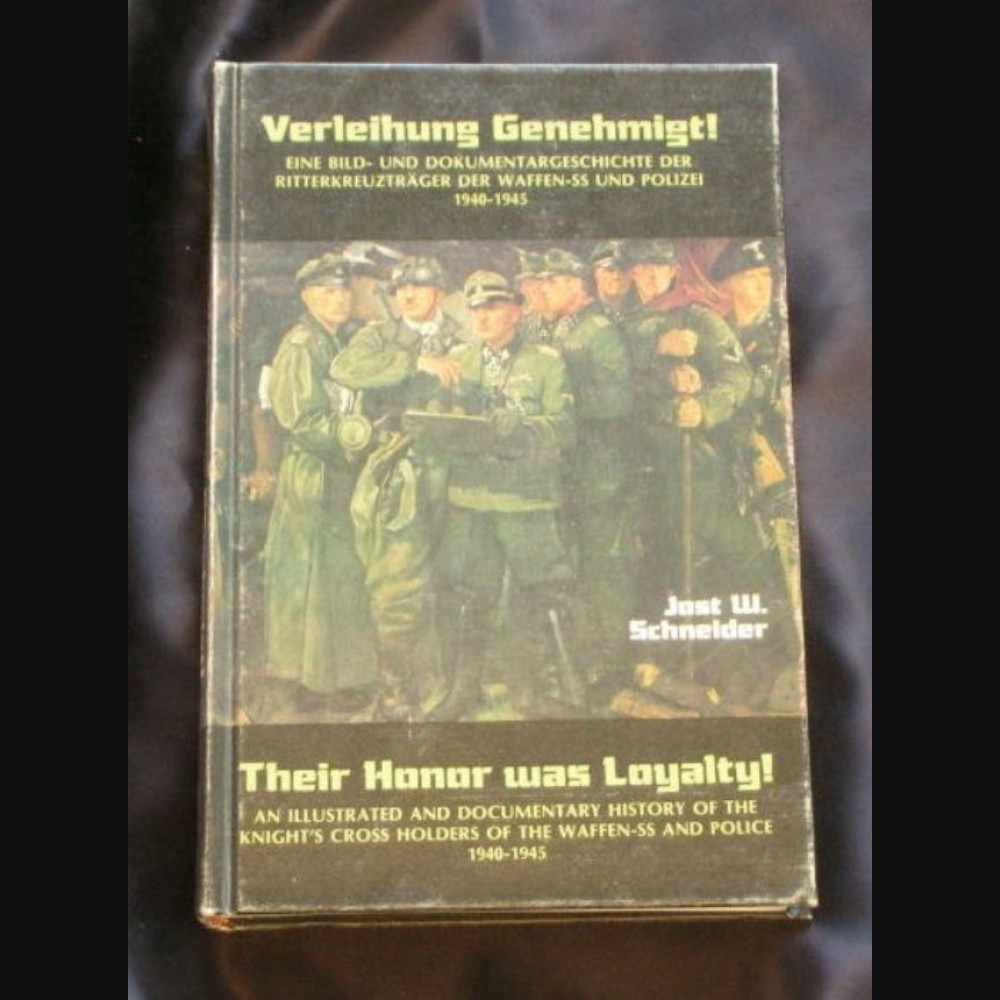 Verleihung Genehmigt!
EINE BILD- UND DOKUMENTARGESCHICHTE DER
RITTERKREUZTRÄGER DER WAFFEN-SS UND POLIZEI
1940-1945
Jost W.
Schneider
Their Honor was Loyalty!
AN ILLUSTRATED AND DOCUMENTARY HISTORY OF THE
KNIGHT'S CROSS HOLDERS OF THE WAFFEN-SS AND POLICE
1940-1945